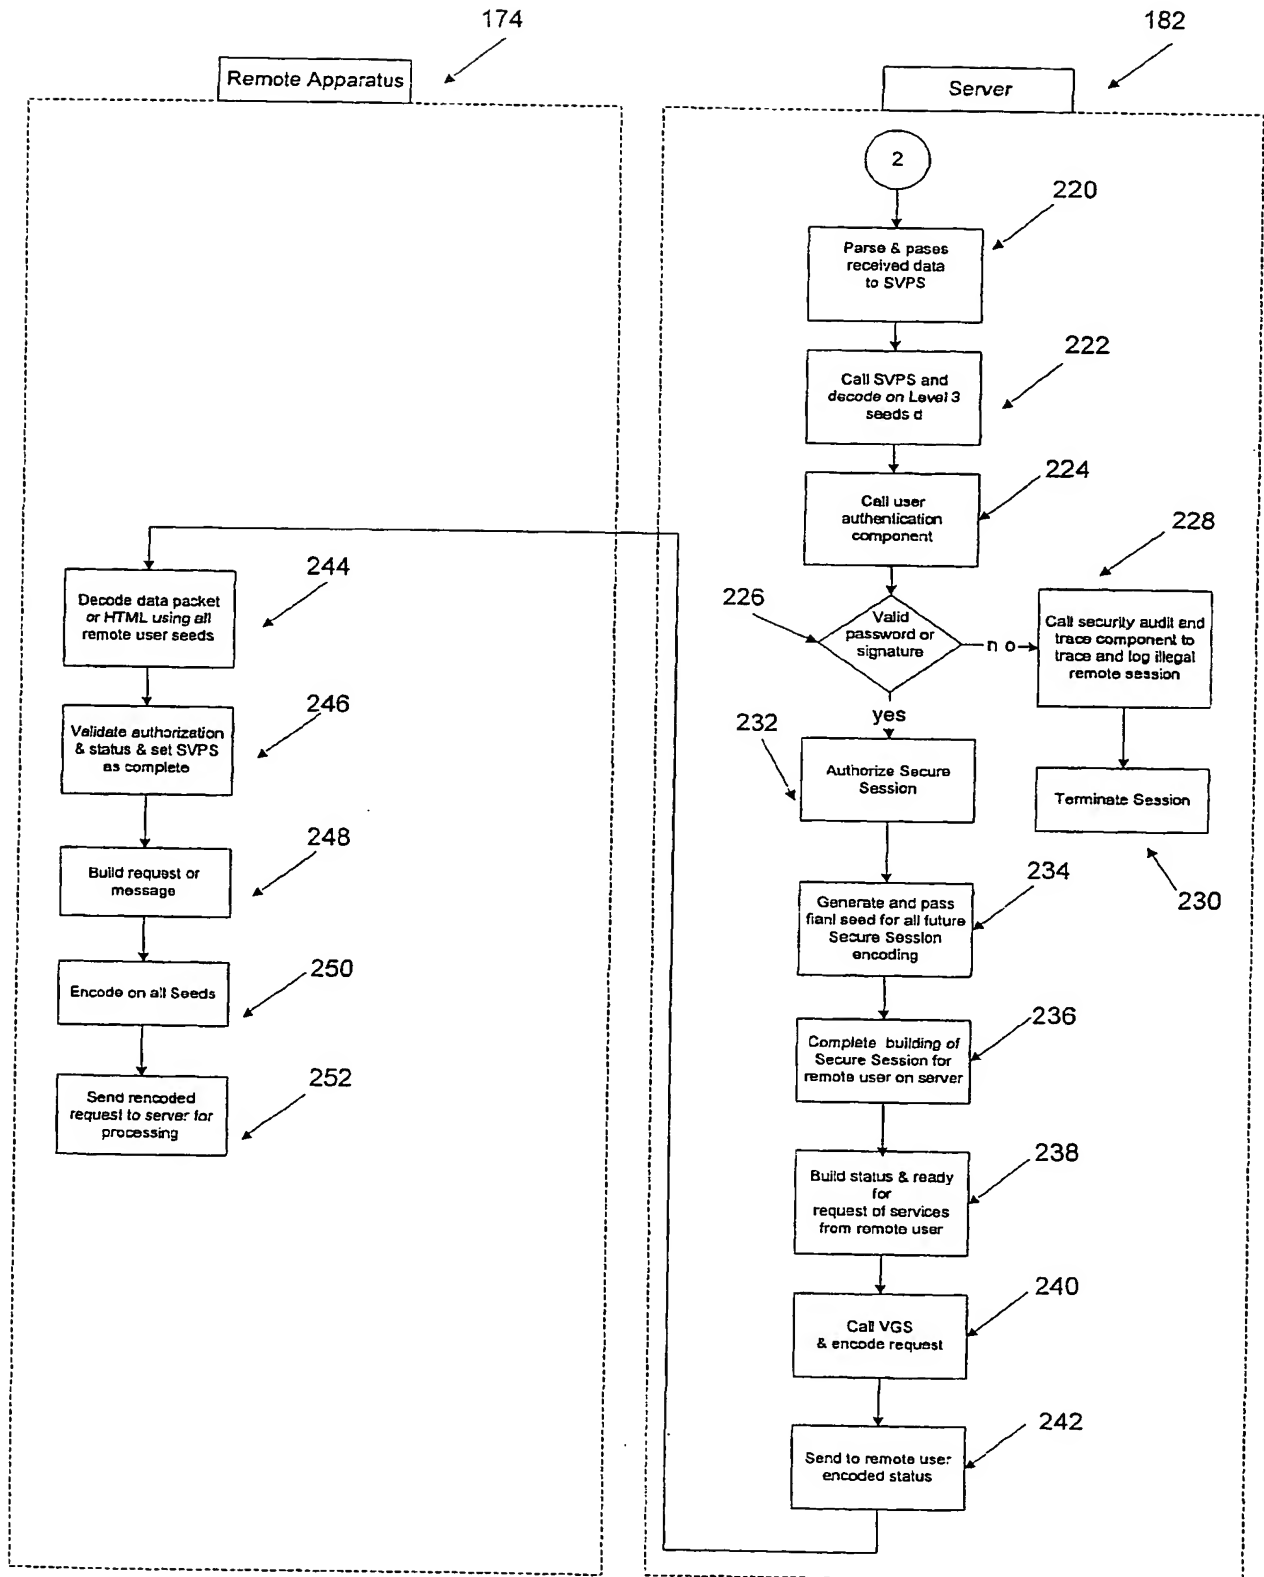 174
Remote Apparatus
182
Server
2
220
Parse & pases
received data
to SVPS
222
Call SVPS and
decode on Level 3
seeds d
224
Call user
authentication
component
226
Valid
password or
signature
no
yes
228
Call security audit and
trace component to
trace and log illegal
remote session
Terminate Session
230
232
Authorize Secure
Session
234
Generate and pass
fianl seed for all future
Secure Session
encoding
236
Complete building of
Secure Session for
remote user on server
238
Build status & ready
for
request of services
from remote user
240
Call VGS
& encode request
242
Send to remote user
encoded status
244
Decode data packet
or HTML using all
remote user seeds
246
Validate authorization
& status & set SVPS
as complete
248
Build request or
message
250
Encode on all Seeds
252
Send rencoded
request to server for
processing